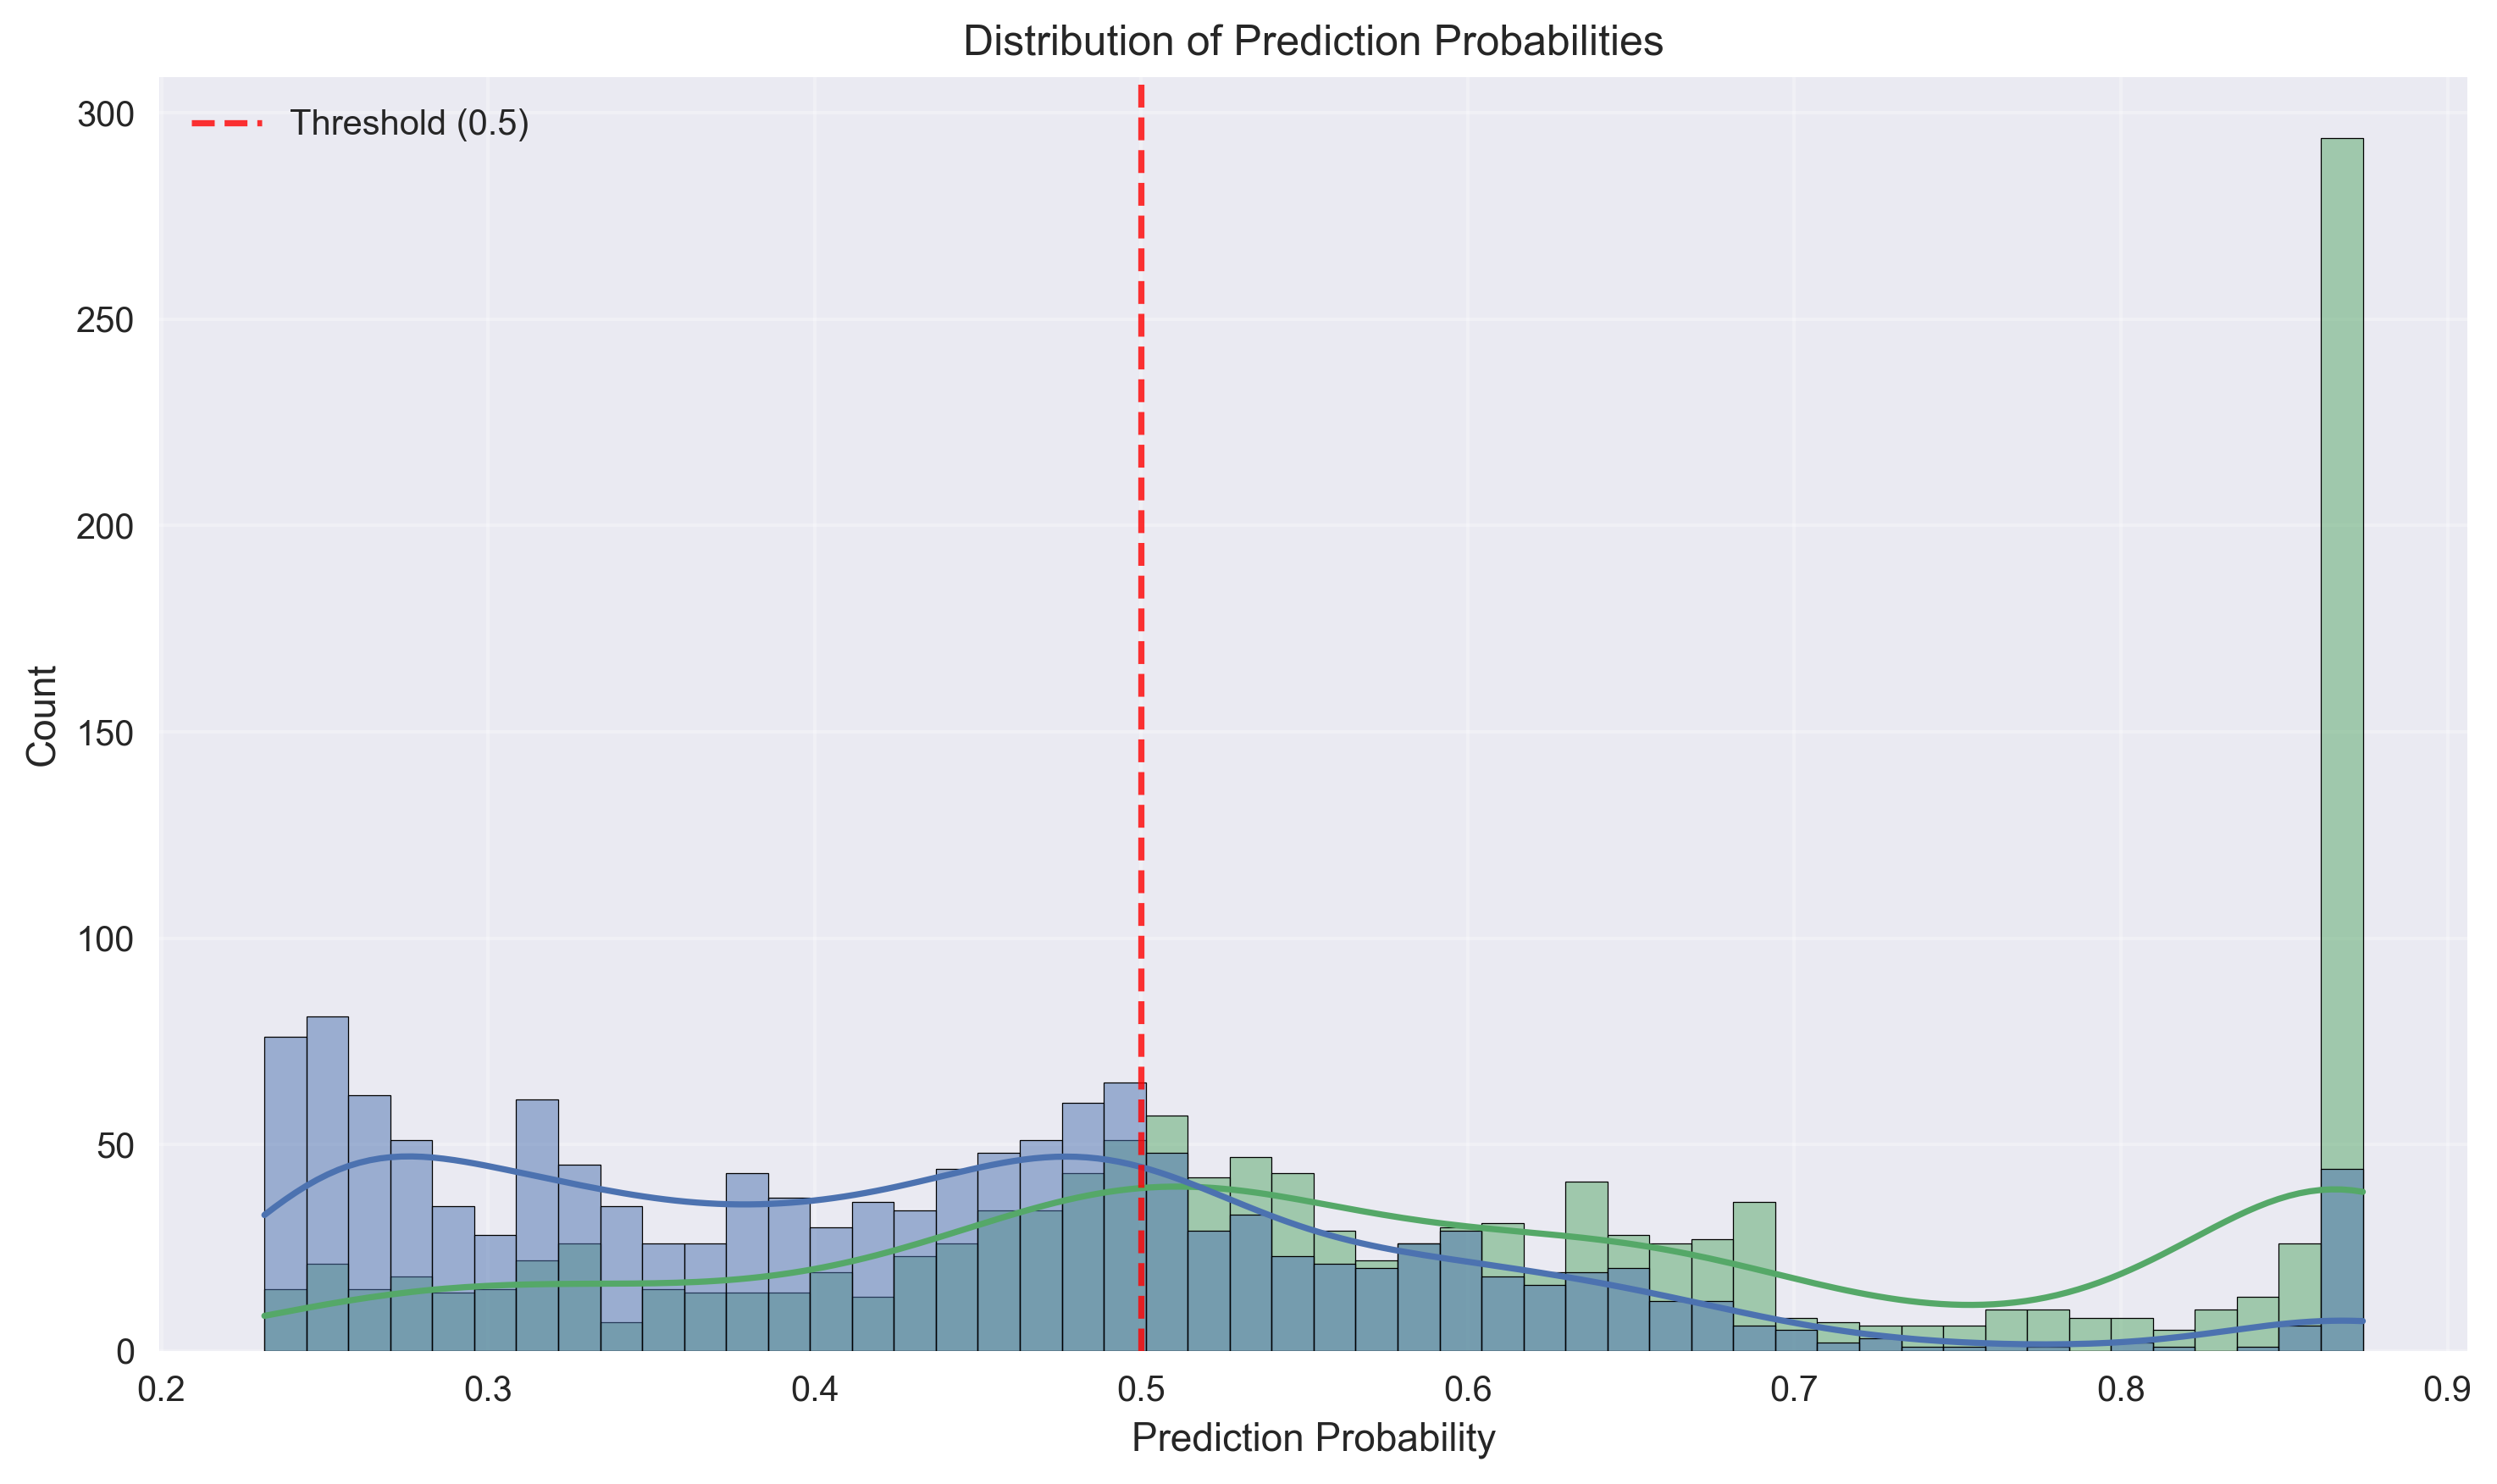 Distribution of Prediction Probabilities
Threshold (0.5)
300
250
200
150
100
50
0
Count
0.2 0.3 0.4 0.5 0.6 0.7 0.8 0.9
Prediction Probability